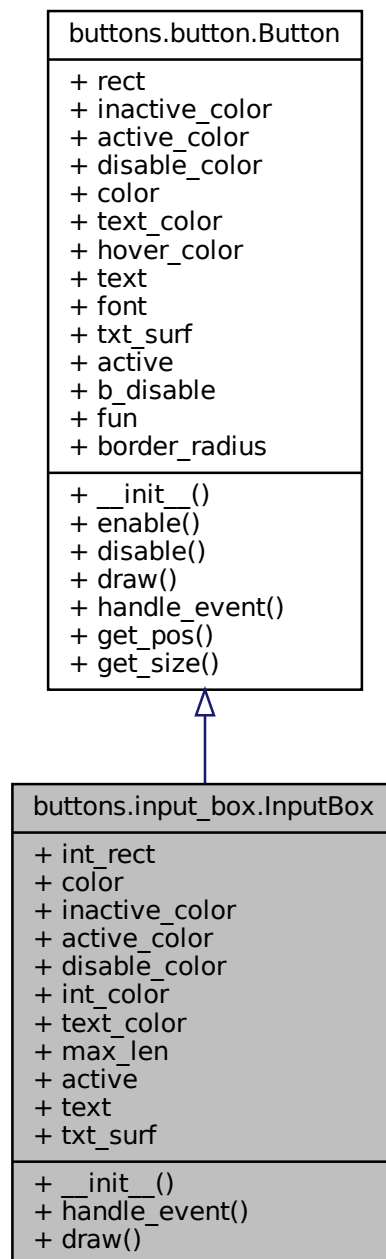 buttons.button.Button
+ rect
+ inactive_color
+ active_color
+ disable_color
+ color
+ text_color
+ hover_color
+ text
+ font
+ txt_surf
+ active
+ b_disable
+ fun
+ border_radius
+ __init__()
+ enable()
+ disable()
+ draw()
+ handle_event()
+ get_pos()
+ get_size()
buttons.input_box.InputBox
+ int_rect
+ color
+ inactive_color
+ active_color
+ disable_color
+ int_color
+ text_color
+ max_len
+ active
+ text
+ txt_surf
+ __init__()
+ handle_event()
+ draw()